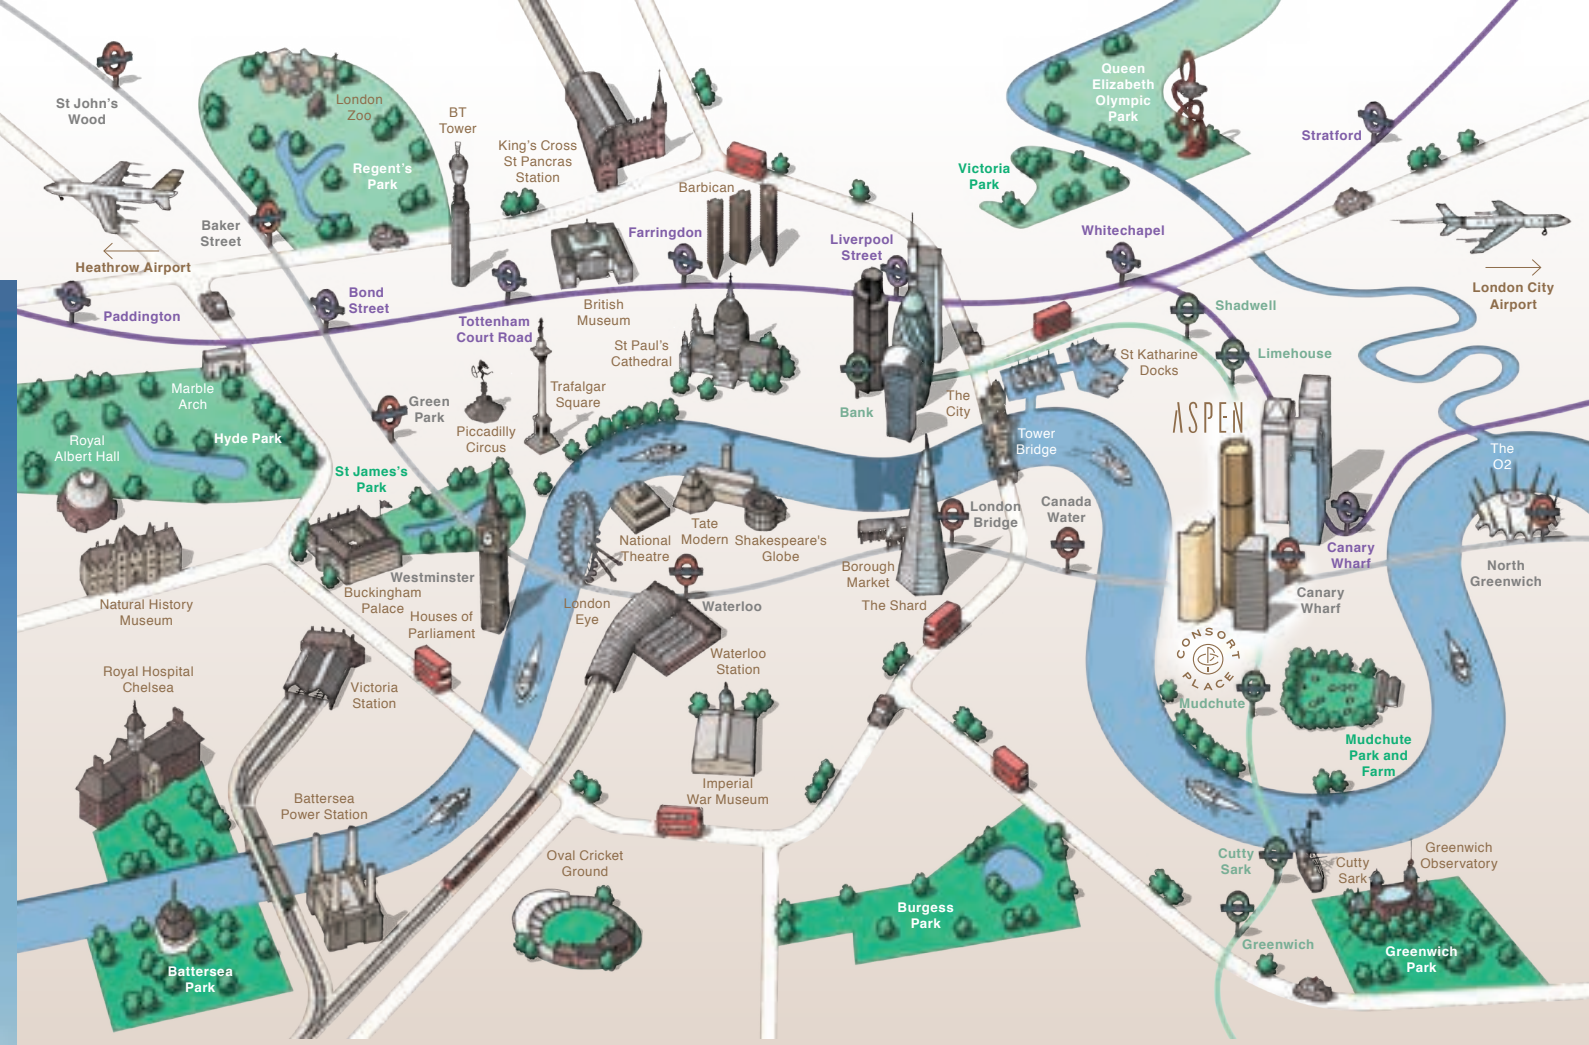 St John's
Wood
London
Zoo
Regent's
Park
BT
Tower
King's Cross
St Pancras
Station
Barbican
Queen
Elizabeth
Olympic
Park
Victoria
Park
Stratford
Baker
Street
Heathrow Airport
Farringdon
Liverpool
Street
Whitechapel
London City
Airport
Paddington
Bond
Street
Tottenham
Court Road
British
Museum
St Paul's
Cathedral
Shadwell
Limehouse
St Katharine
Docks
Marble
Arch
Hyde Park
Royal
Albert Hall
Green
Park
Piccadilly
Circus
Trafalgar
Square
Bank
The
City
Tower
Bridge
ASPEN
The
O2
St James's
Park
National
Theatre
Tate
Modern
Shakespeare's
Globe
London
Bridge
Canada
Water
Borough
Market
The Shard
Canary
Wharf
Canary
Wharf
North
Greenwich
Natural History
Museum
Westminster
Buckingham
Palace
Houses of
Parliament
London
Eye
Waterloo
Waterloo
Station
CONSORT
PLACE
Royal Hospital
Chelsea
Victoria
Station
Mudchute
Mudchute
Park and
Farm
Imperial
War Museum
Battersea
Power Station
Oval Cricket
Ground
Burgess
Park
Cutty
Sark
Cutty
Sark
Greenwich
Observatory
Greenwich
Greenwich
Park
Battersea
Park